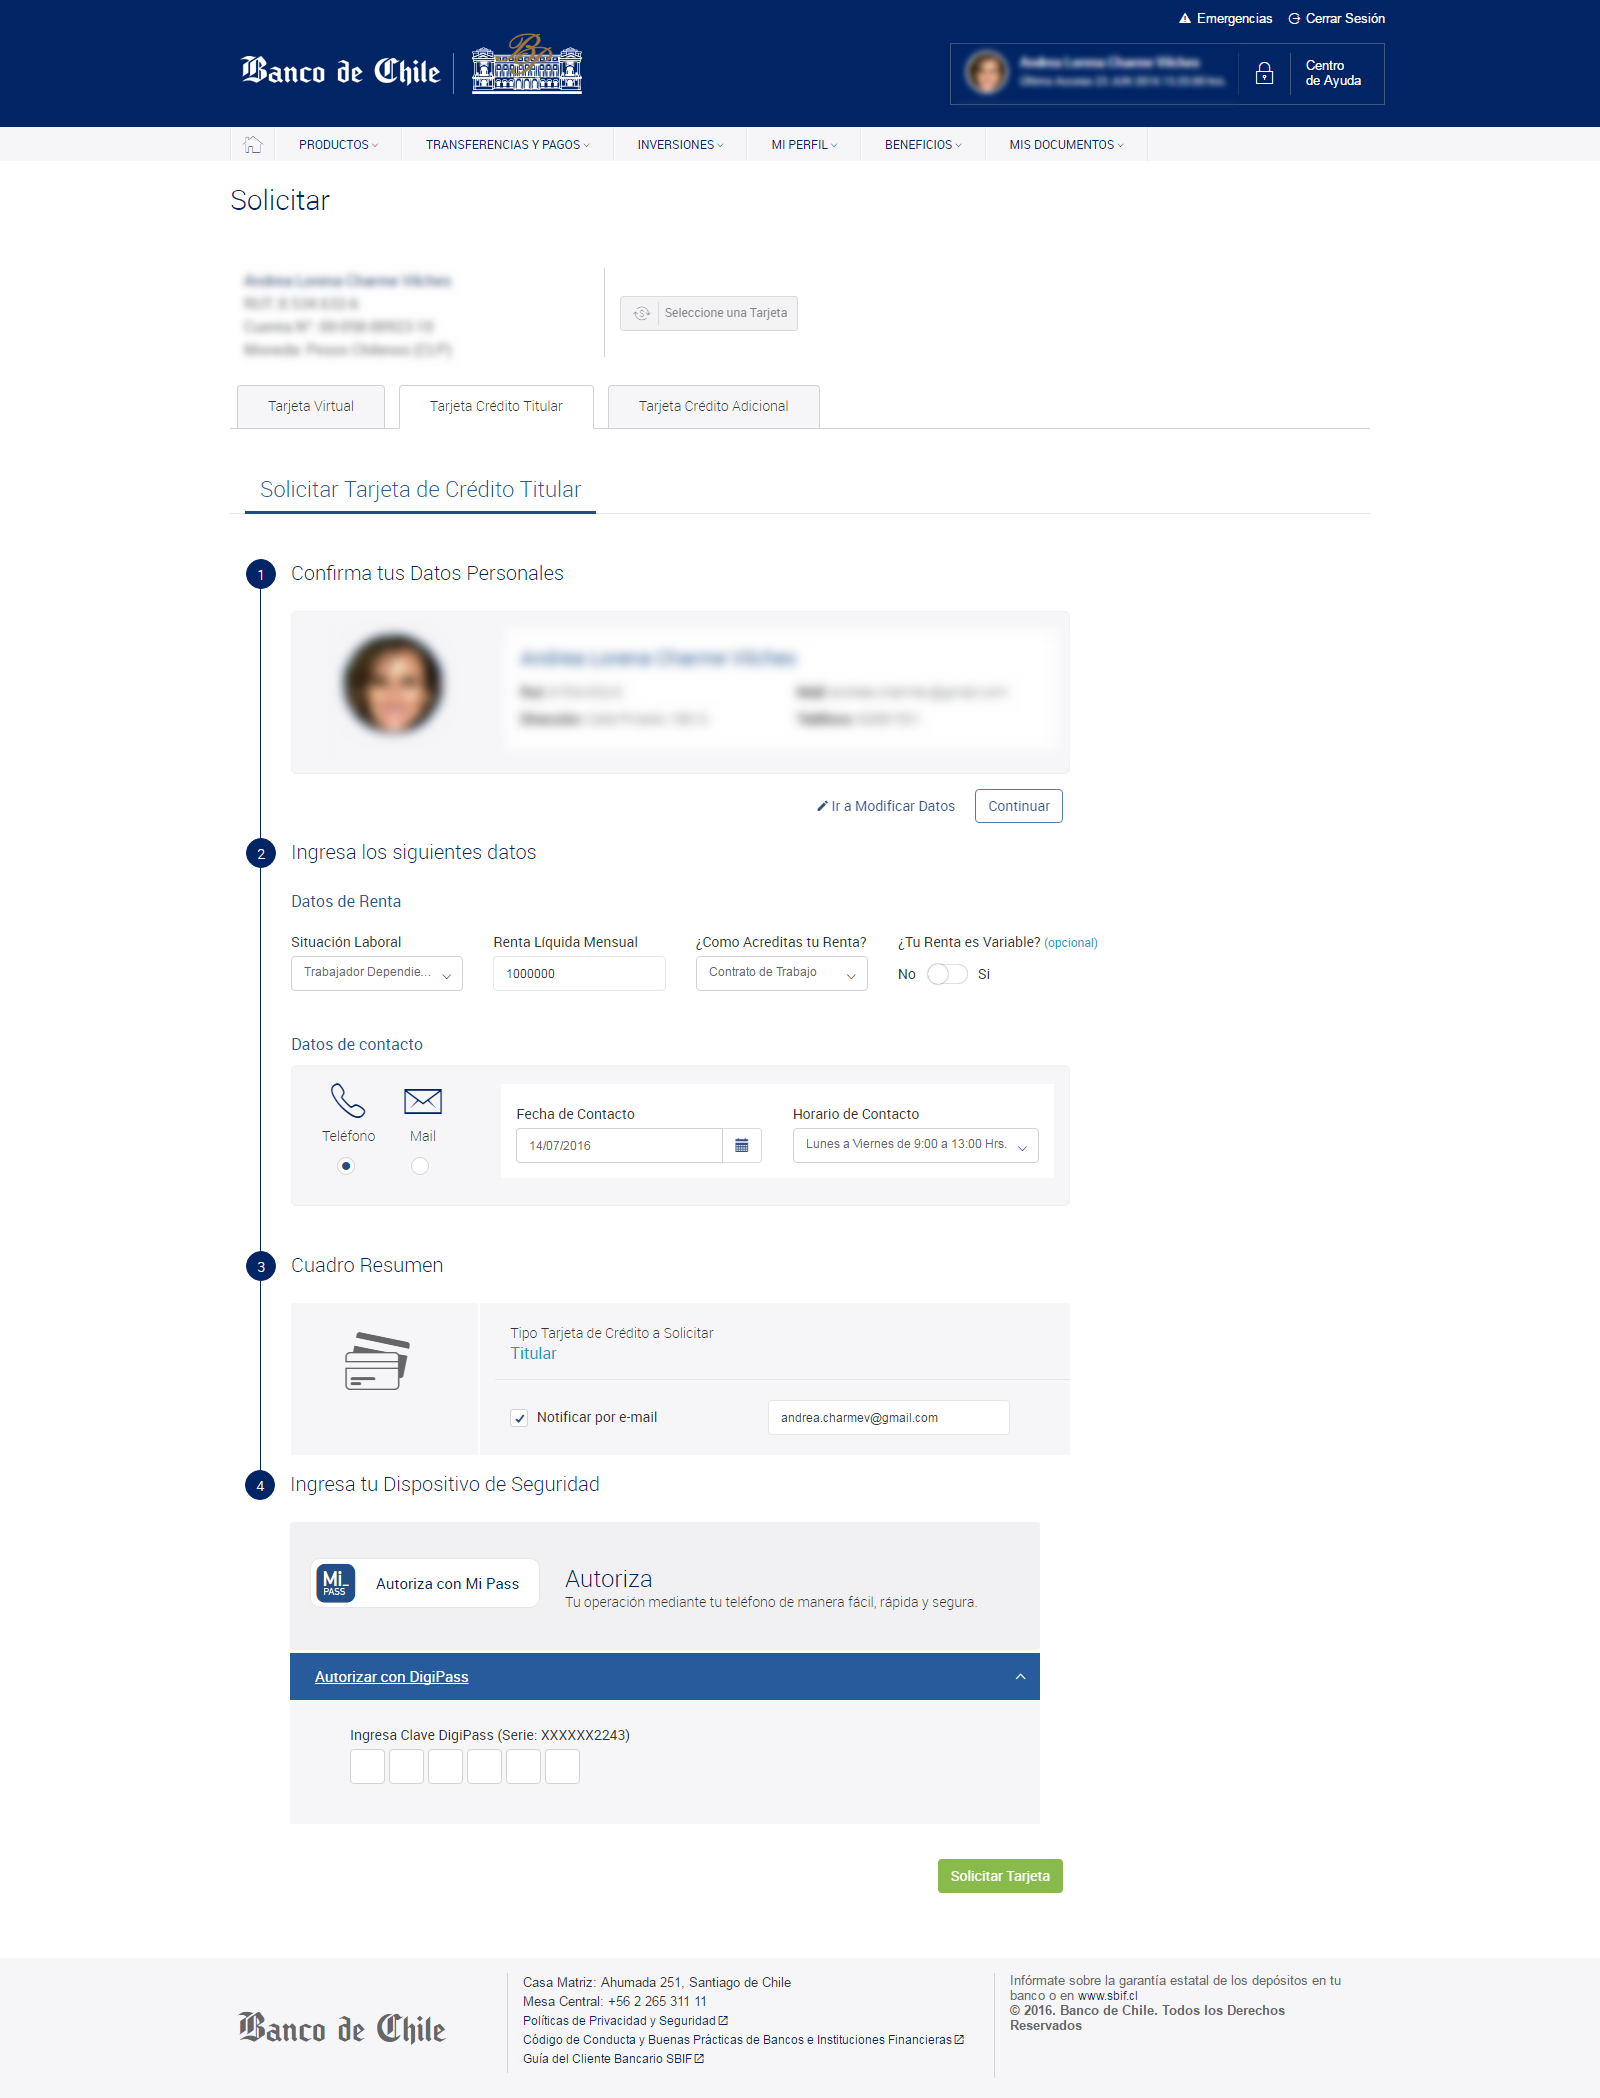 Emergencias
Cerrar Sesión
Banco de Chile
Centro
de Ayuda
PRODUCTOS
TRANSFERENCIAS Y PAGOS
INVERSIONES
MI PERFIL
BENEFICIOS
MIS DOCUMENTOS
Solicitar
Seleccione una Tarjeta
Tarjeta Virtual
Tarjeta Crédito Titular
Tarjeta Crédito Adicional
Solicitar Tarjeta de Crédito Titular
1 Confirma tus Datos Personales
Ir a Modificar Datos
Continuar
2 Ingresa los siguientes datos
Datos de Renta
Situación Laboral
Renta Líquida Mensual
¿Como Acreditas tu Renta?
¿Tu Renta es Variable? (opcional)
Trabajador Dependie...
1000000
Contrato de Trabajo
No
Si
Datos de contacto
Teléfono
Mail
Fecha de Contacto
Horario de Contacto
14/07/2016
Lunes a Viernes de 9:00 a 13:00 Hrs.
3 Cuadro Resumen
Tipo Tarjeta de Crédito a Solicitar
Titular
Notificar por e-mail
andrea.charmev@gmail.com
4 Ingresa tu Dispositivo de Seguridad
Mi_
PASS
Autoriza con Mi Pass
Autoriza
Tu operación mediante tu teléfono de manera fácil, rápida y segura.
Autorizar con DigiPass
Ingresa Clave DigiPass (Serie: XXXXXX2243)
Solicitar Tarjeta
Banco de Chile
Casa Matriz: Ahumada 251, Santiago de Chile
Mesa Central: +56 2 265 311 11
Políticas de Privacidad y Seguridad
Código de Conducta y Buenas Prácticas de Bancos e Instituciones Financieras
Guía del Cliente Bancario SBIF
Infórmate sobre la garantía estatal de los depósitos en tu
banco o en www.sbif.cl
© 2016. Banco de Chile. Todos los Derechos
Reservados